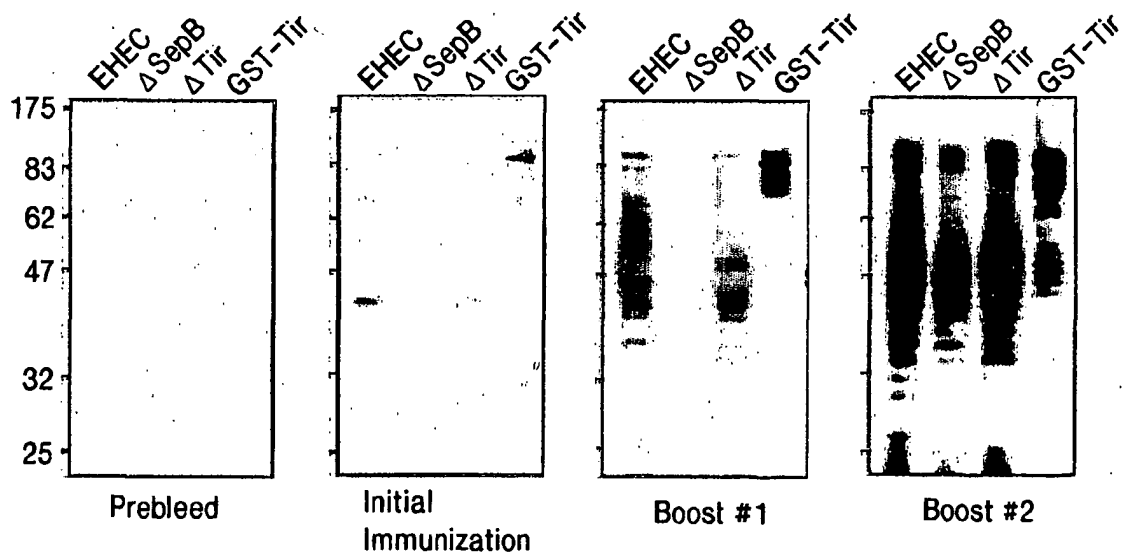 EHEC ΔSepB ΔTir GST-Tir
EHEC ΔSepB ΔTir GST-Tir
EHEC ΔSepB ΔTir GST-Tir
EHEC ΔSepB ΔTir GST-Tir
175
83
62
47
32
25
Prebleed
Initial
Immunization
Boost #1
Boost #2